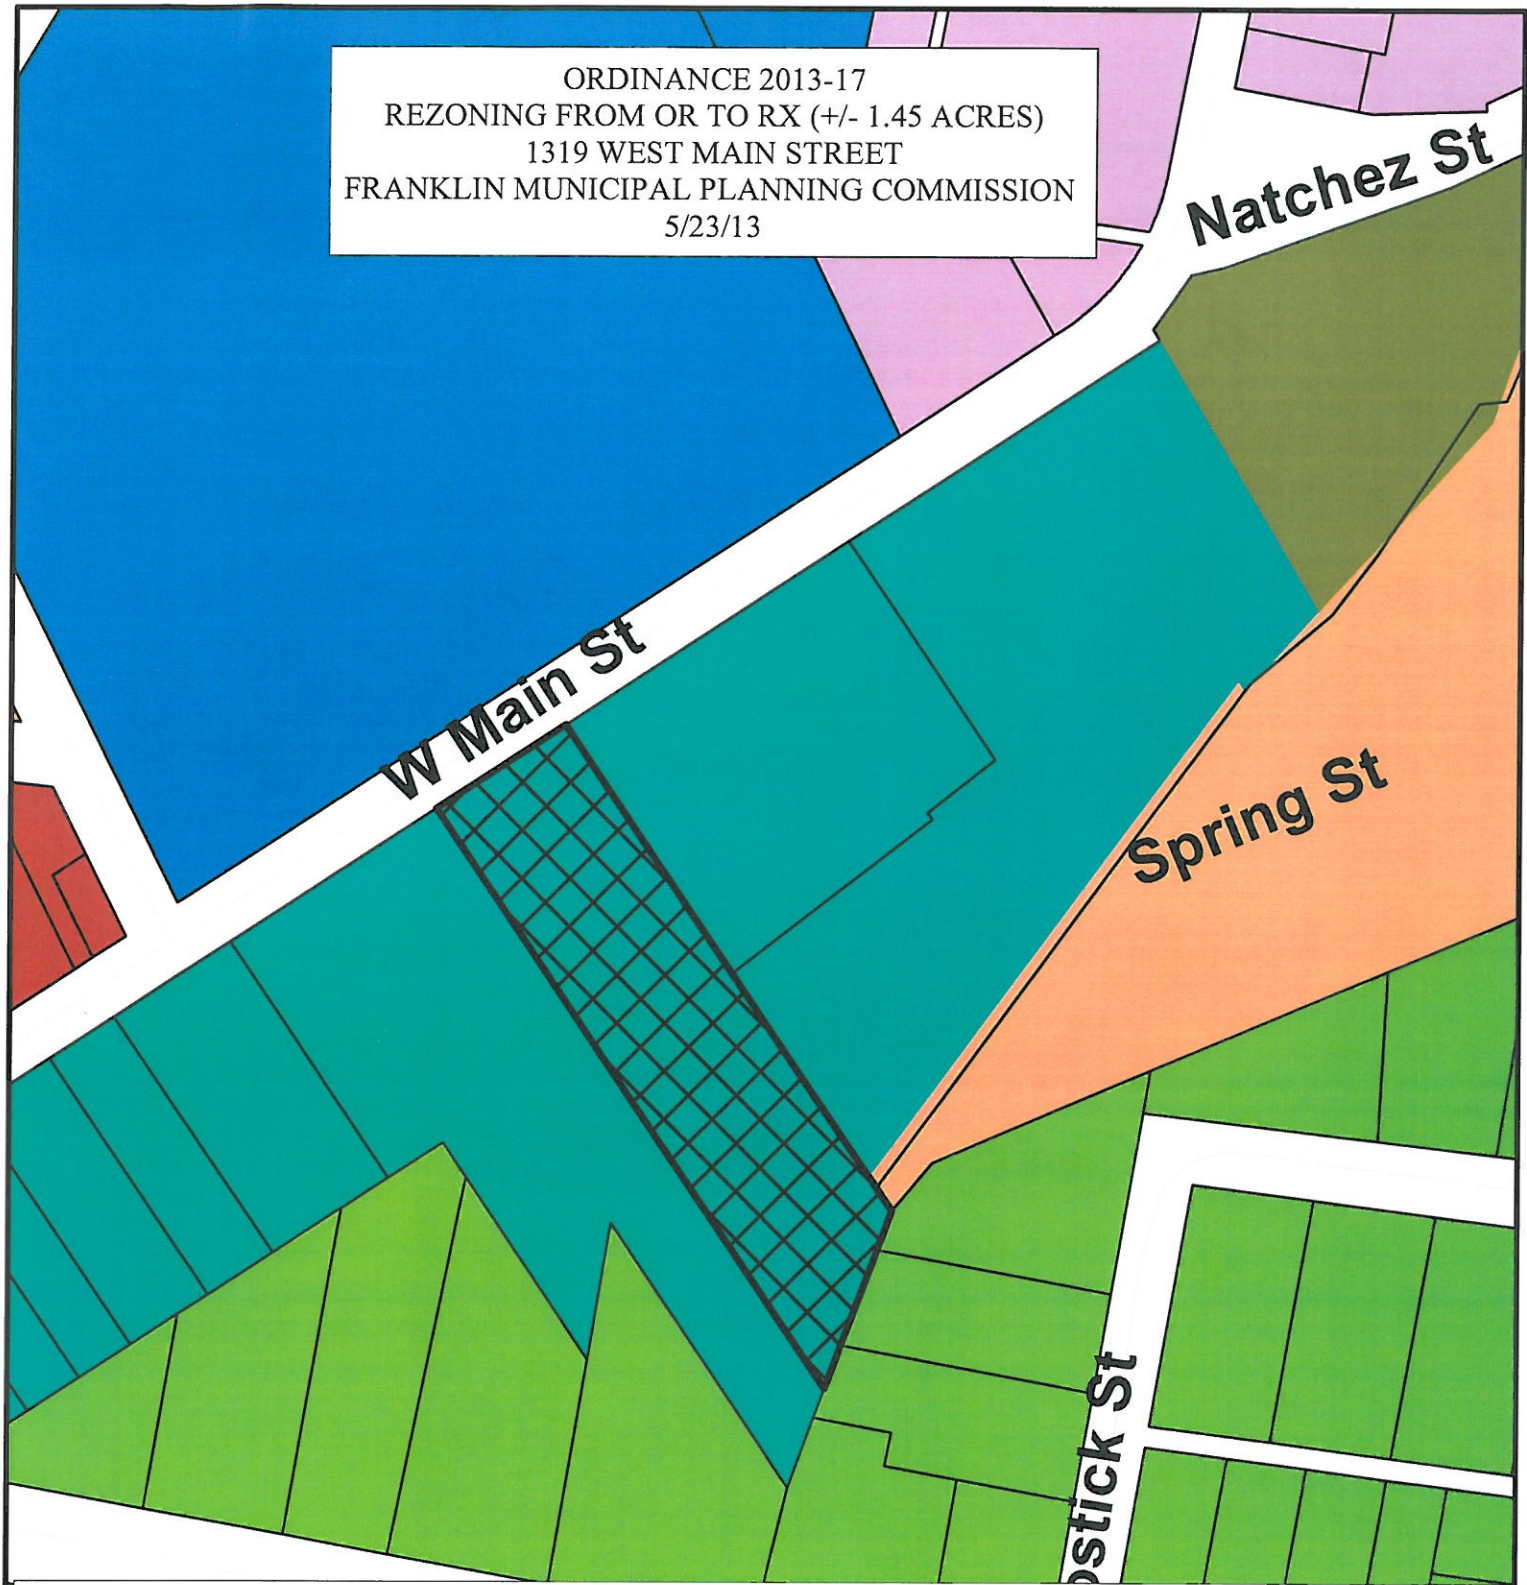 ORDINANCE 2013-17
REZONING FROM OR TO RX (+/- 1.45 ACRES)
1319 WEST MAIN STREET
FRANKLIN MUNICIPAL PLANNING COMMISSION
5/23/13
Natchez St
W Main St
Spring St
ostick St